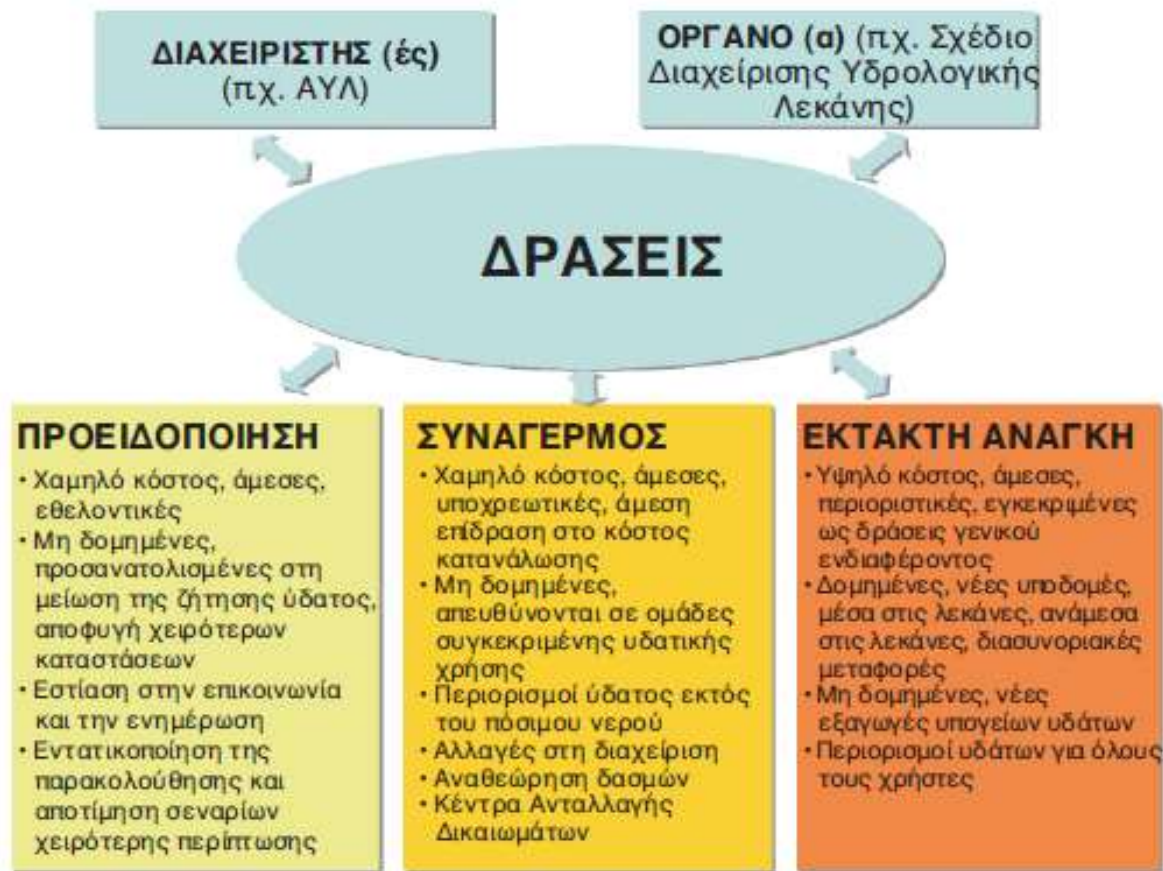 ΔΙΑΧΕΙΡΙΣΤΗΣ (ές)
(π.χ. ΑΥΛ)
ΟΡΓΑΝΟ (α) (π.χ. Σχέδιο
Διαχείρισης Υδρολογικής
Λεκάνης)
ΔΡΑΣΕΙΣ
ΠΡΟΕΙΔΟΠΟΙΗΣΗ
• Χαμηλό κόστος, άμεσες,
εθελοντικές
• Μη δομημένες,
προσανατολισμένες στη
μείωση της ζήτησης ύδατος,
αποφυγή χειρότερων
καταστάσεων
• Εστίαση στην επικοινωνία
και την ενημέρωση
• Εντατικοποίηση της
παρακολούθησης και
αποτίμηση σεναρίων
χειρότερης περίπτωσης
ΣΥΝΑΓΕΡΜΟΣ
• Χαμηλό κόστος, άμεσες,
υποχρεωτικές, άμεση
επίδραση στο κόστος
κατανάλωσης
• Μη δομημένες,
απευθύνονται σε ομάδες
συγκεκριμένης υδατικής
χρήσης
• Περιορισμοί ύδατος εκτός
του πόσιμου νερού
• Αλλαγές στη διαχείριση
• Αναθεώρηση δασμών
• Κέντρα Ανταλλαγής
Δικαιωμάτων
ΕΚΤΑΚΤΗ ΑΝΑΓΚΗ
• Υψηλό κόστος, άμεσες,
περιοριστικές, εγκεκριμένες
ως δράσεις γενικού
ενδιαφέροντος
• Δομημένες, νέες υποδομές,
μέσα στις λεκάνες, ανάμεσα
στις λεκάνες, διασυνοριακές
μεταφορές
• Μη δομημένες, νέες
εξαγωγές υπογείων υδάτων
• Περιορισμοί υδάτων για όλους
τους χρήστες